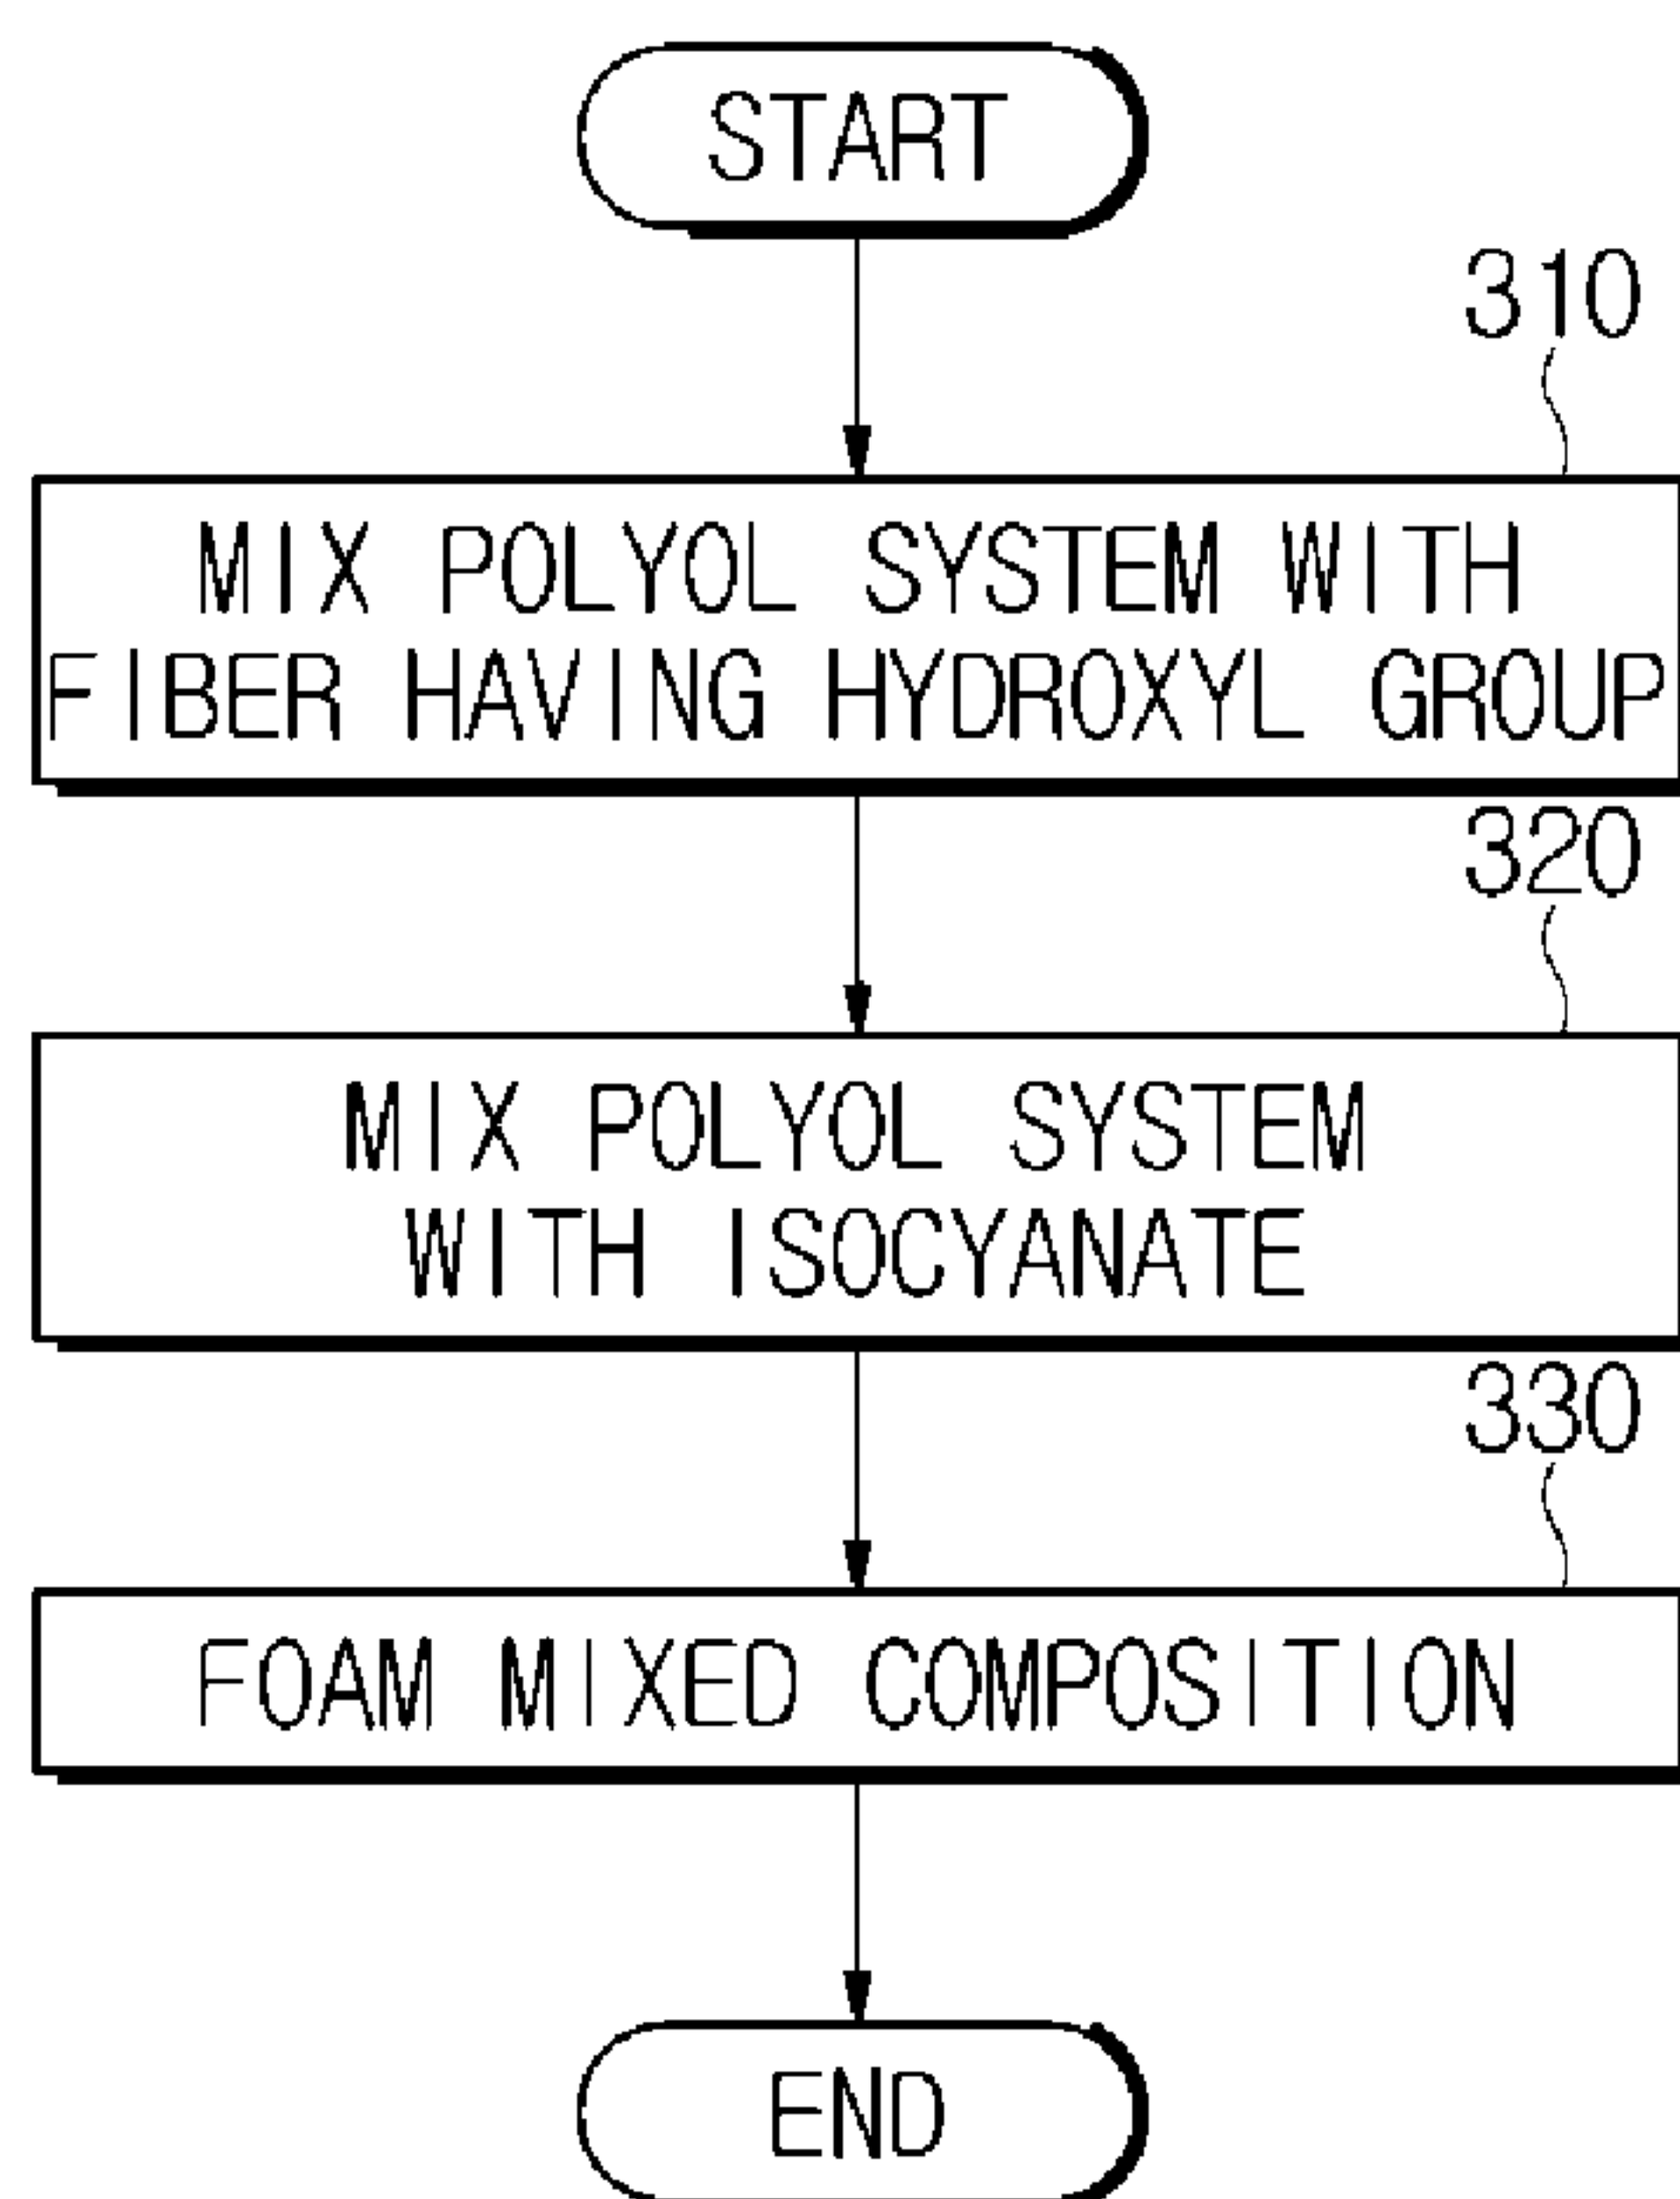 START
310
MIX POLYOL SYSTEM WITH
FIBER HAVING HYDROXYL GROUP
320
MIX POLYOL SYSTEM
WITH ISOCYANATE
330
FOAM MIXED COMPOSITION
END